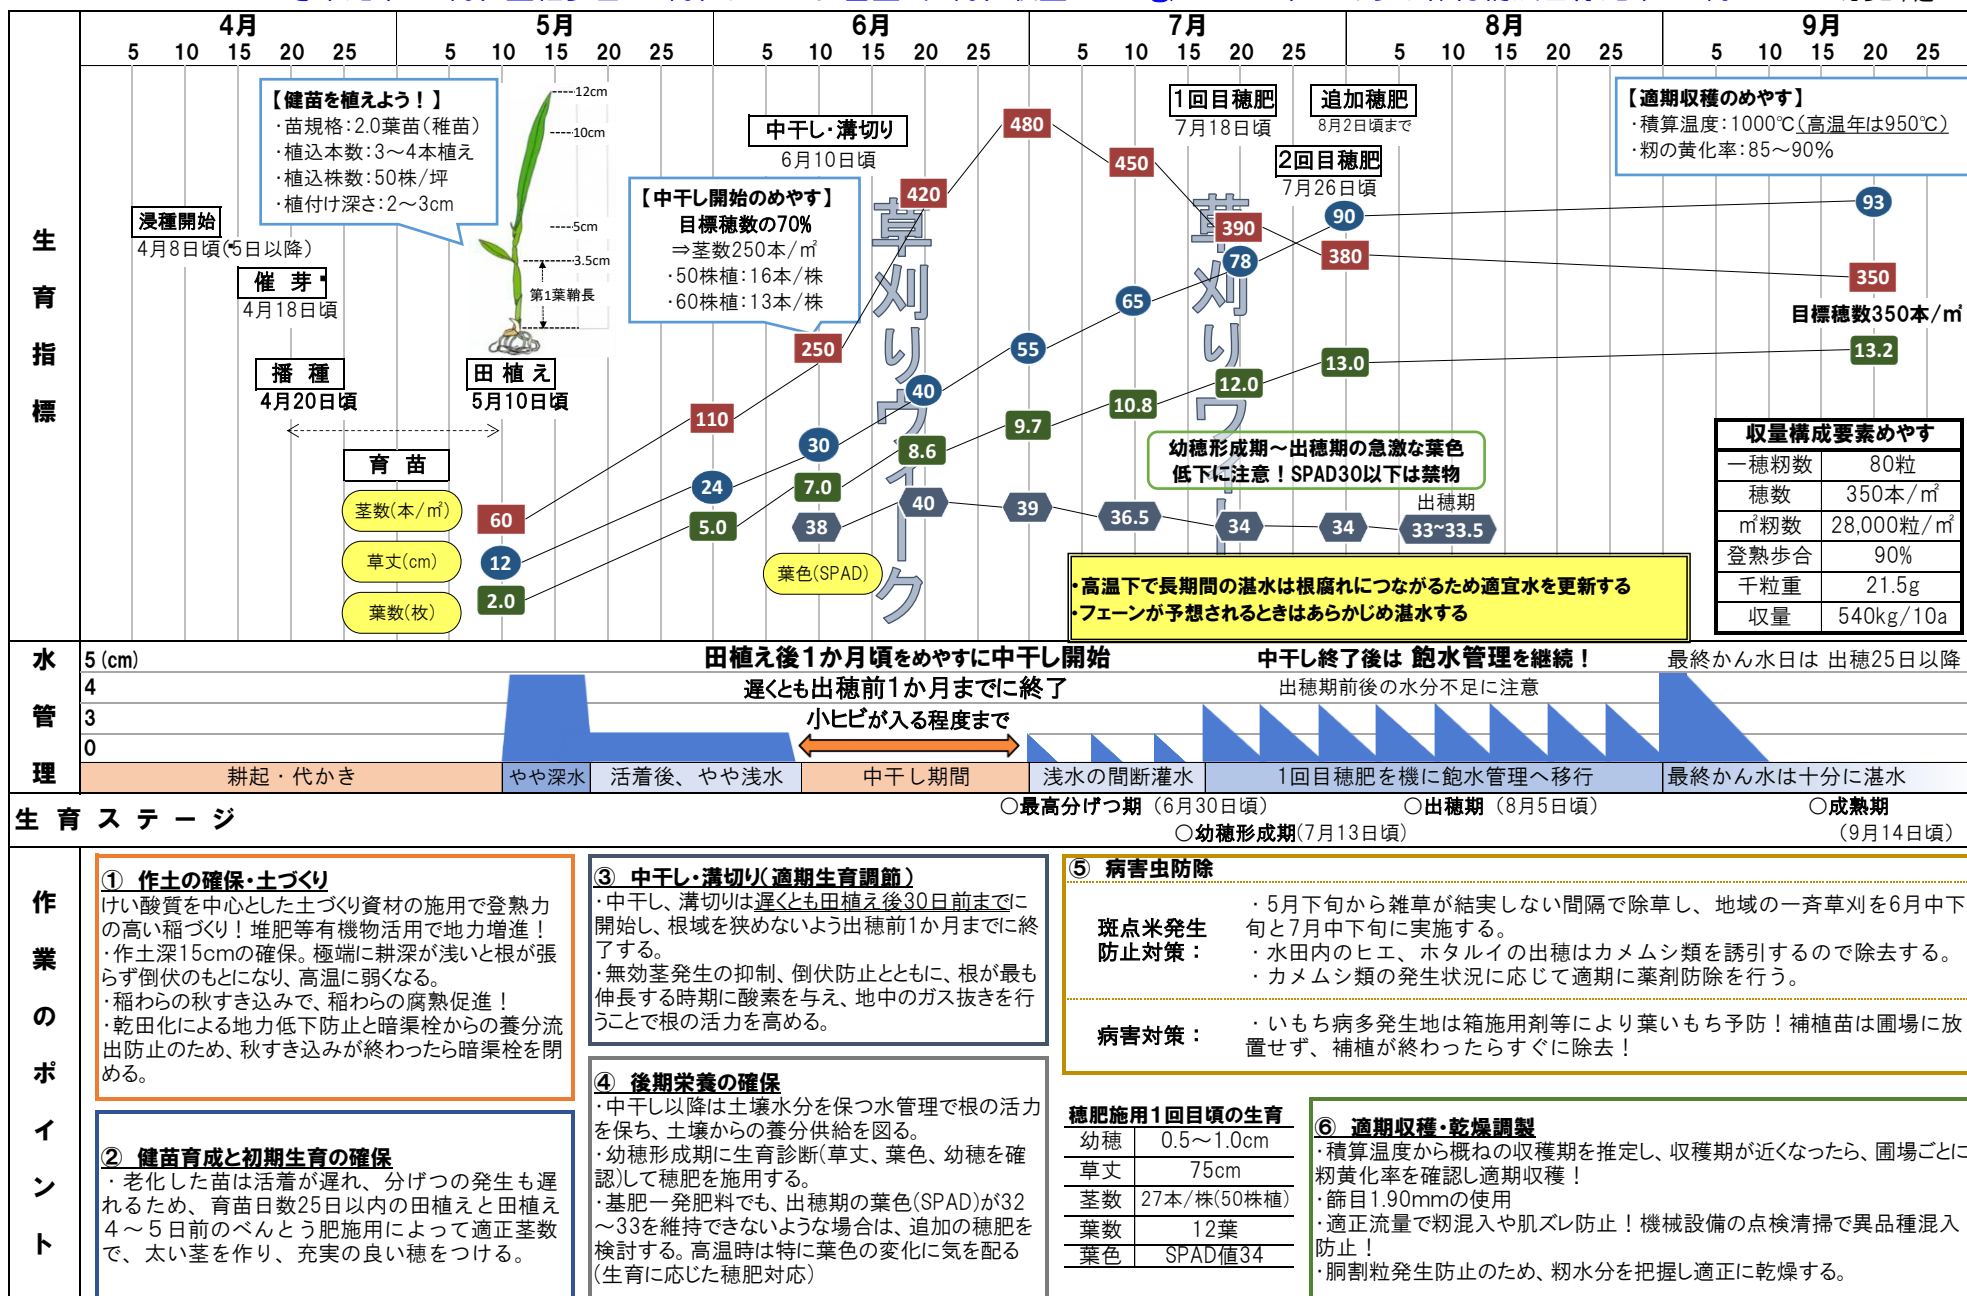 4月 5月 6月 7月 8月 9月
5 10 15 20 25 5 10 15 20 25 5 10 15 20 25 5 10 15 20 25 5 10 15 20 25 5 10 15 20 25
生育指標
【健苗を植えよう！】
・苗規格：2.0葉苗（稚苗）
・植込本数：3～4本植え
・植込株数：50株/坪
・植付け深さ：2～3cm
12cm
10cm
5cm
3.5cm
第1葉鞘長
浸種開始
4月8日頃(5日以降)
催 芽
4月18日頃
播 種
4月20日頃
田 植 え
5月10日頃
育 苗
中干し・溝切り
6月10日頃
【中干し開始のめやす】
目標穂数の70%
⇒茎数250本/㎡
・50株植：16本/株
・60株植：13本/株
草刈りウィーク
草刈りウィーク
1回目穂肥
7月18日頃
追加穂肥
8月2日頃まで
2回目穂肥
7月26日頃
【適期収穫のめやす】
・積算温度：1000℃(高温年は950℃)
・籾の黄化率：85～90%
茎数(本/㎡)
60 110 250 420 480 450 390 380 350
目標穂数350本/㎡
草丈(cm)
12 24 30 40 55 65 78 90 93
葉数(枚)
2.0 5.0 7.0 8.6 9.7 10.8 12.0 13.0 13.2
葉色(SPAD)
38 40 39 36.5 34 34 33~33.5
出穂期
幼穂形成期～出穂期の急激な葉色
低下に注意！SPAD30以下は禁物
・高温下で長期間の湛水は根腐れにつながるため適宜水を更新する
・フェーンが予想されるときはあらかじめ湛水する
収量構成要素めやす
一穂籾数 80粒
穂数 350本/㎡
㎡籾数 28,000粒/㎡
登熟歩合 90%
千粒重 21.5g
収量 540kg/10a
水管理
5 (cm)
4
3
0
田植え後1か月頃をめやすに中干し開始
遅くとも出穂前1か月までに終了
小ヒビが入る程度まで
中干し終了後は 飽水管理を継続！
出穂期前後の水分不足に注意
最終かん水日は 出穂25日以降
耕起・代かき
やや深水
活着後、やや浅水
中干し期間
浅水の間断灌水
1回目穂肥を機に飽水管理へ移行
最終かん水は十分に湛水
生 育 ス テ ー ジ
○最高分げつ期（6月30日頃）
○幼穂形成期(7月13日頃)
○出穂期（8月5日頃）
○成熟期
（9月14日頃）
作業のポイント
① 作土の確保・土づくり
けい酸質を中心とした土づくり資材の施用で登熟力
の高い稲づくり！堆肥等有機物活用で地力増進！
・作土深15cmの確保。極端に耕深が浅いと根が張
らず倒伏のもとになり、高温に弱くなる。
・稲わらの秋すき込みで、稲わらの腐熟促進！
・乾田化による地力低下防止と暗渠栓からの養分流
出防止のため、秋すき込みが終わったら暗渠栓を閉
める。
② 健苗育成と初期生育の確保
・老化した苗は活着が遅れ、分げつの発生も遅
れるため、育苗日数25日以内の田植えと田植え
４～５日前のべんとう肥施用によって適正茎数
で、太い茎を作り、充実の良い穂をつける。
③ 中干し・溝切り（適期生育調節）
・中干し、溝切りは遅くとも田植え後30日前までに
開始し、根域を狭めないよう出穂前1か月までに終
了する。
・無効茎発生の抑制、倒伏防止とともに、根が最も
伸長する時期に酸素を与え、地中のガス抜きを行
うことで根の活力を高める。
④ 後期栄養の確保
・中干し以降は土壌水分を保つ水管理で根の活力
を保ち、土壌からの養分供給を図る。
・幼穂形成期に生育診断(草丈、葉色、幼穂を確
認)して穂肥を施用する。
・基肥一発肥料でも、出穂期の葉色(SPAD)が32
～33を維持できないような場合は、追加の穂肥を
検討する。高温時は特に葉色の変化に気を配る
(生育に応じた穂肥対応)
⑤ 病害虫防除
斑点米発生
防止対策：
・5月下旬から雑草が結実しない間隔で除草し、地域の一斉草刈を6月中下
旬と7月中下旬に実施する。
・水田内のヒエ、ホタルイの出穂はカメムシ類を誘引するので除去する。
・カメムシ類の発生状況に応じて適期に薬剤防除を行う。
病害対策：
・いもち病多発生地は箱施用剤等により葉いもち予防！補植苗は圃場に放
置せず、補植が終わったらすぐに除去！
穂肥施用1回目頃の生育
幼穂 0.5～1.0cm
草丈 75cm
茎数 27本/株(50株植)
葉数 12葉
葉色 SPAD値34
⑥ 適期収穫・乾燥調製
・積算温度から概ねの収穫期を推定し、収穫期が近くなったら、圃場ごとに
籾黄化率を確認し適期収穫！
・篩目1.90mmの使用
・適正流量で籾混入や肌ズレ防止！機械設備の点検清掃で異品種混入
防止！
・胴割粒発生防止のため、籾水分を把握し適正に乾燥する。